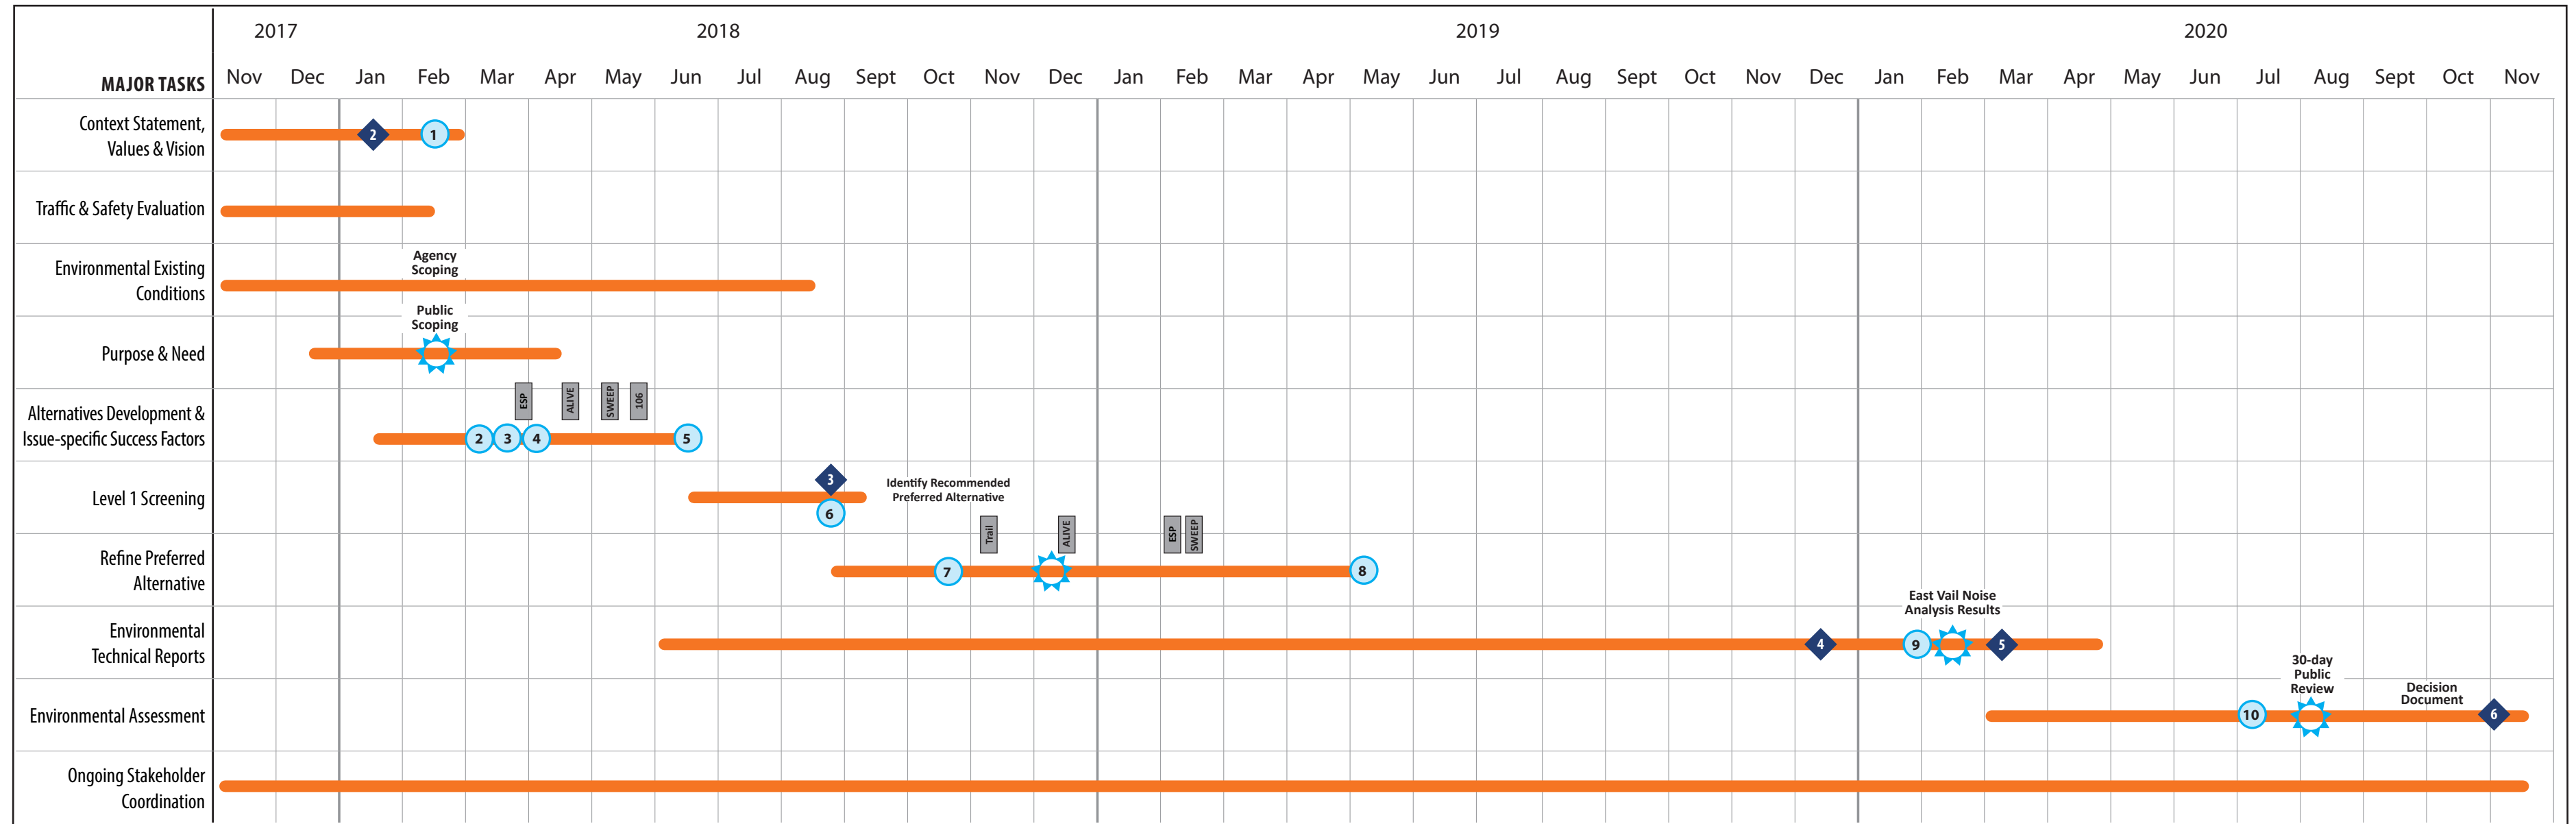 2017 2018 2019 2020
MAJOR TASKS Nov Dec Jan Feb Mar Apr May Jun Jul Aug Sept Oct Nov Dec Jan Feb Mar Apr May Jun Jul Aug Sept Oct Nov Dec Jan Feb Mar Apr May Jun Jul Aug Sept Oct Nov
Context Statement,
Values & Vision
2 1
Traffic & Safety Evaluation
Environmental Existing
Conditions
Agency
Scoping
Purpose & Need
Public
Scoping
Alternatives Development &
Issue-specific Success Factors
ESP ALIVE SWEEP 106
2 3 4 5
Level 1 Screening
3
6
Identify Recommended
Preferred Alternative
Refine Preferred
Alternative
Trail ALIVE ESP SWEEP
7 8
Environmental
Technical Reports
East Vail Noise
Analysis Results
4 9 5
Environmental Assessment
30-day
Public
Review
Decision
Document
10 6
Ongoing Stakeholder
Coordination